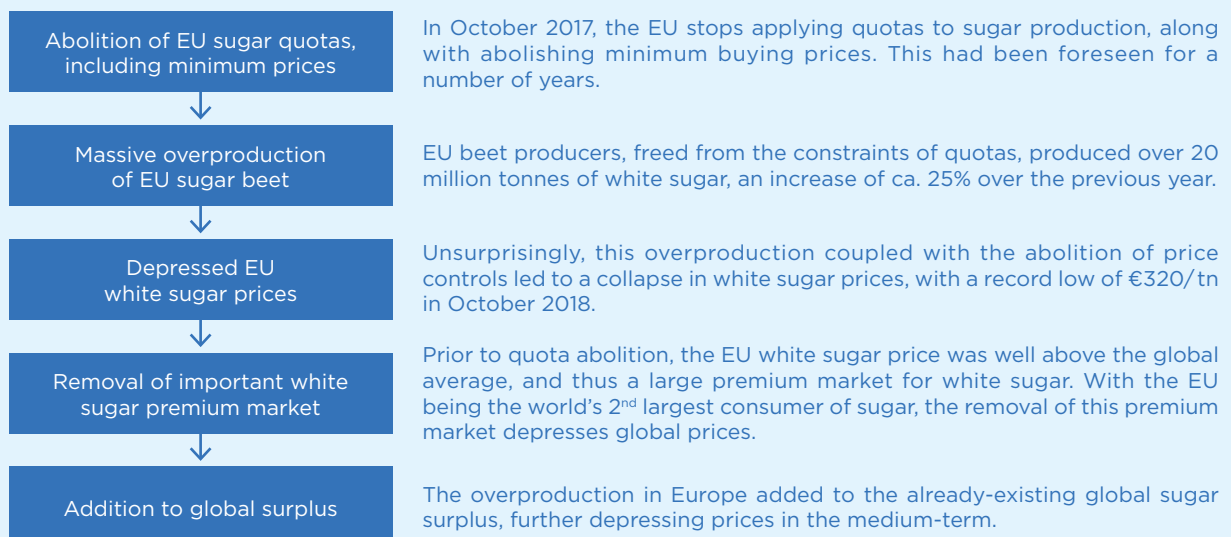 Abolition of EU sugar quotas,
including minimum prices
In October 2017, the EU stops applying quotas to sugar production, along
with abolishing minimum buying prices. This had been foreseen for a
number of years.
Massive overproduction
of EU sugar beet
EU beet producers, freed from the constraints of quotas, produced over 20
million tonnes of white sugar, an increase of ca. 25% over the previous year.
Depressed EU
white sugar prices
Unsurprisingly, this overproduction coupled with the abolition of price
controls led to a collapse in white sugar prices, with a record low of €320/tn
in October 2018.
Removal of important white
sugar premium market
Prior to quota abolition, the EU white sugar price was well above the global
average, and thus a large premium market for white sugar. With the EU
being the world's 2nd largest consumer of sugar, the removal of this premium
market depresses global prices.
Addition to global surplus
The overproduction in Europe added to the already-existing global sugar
surplus, further depressing prices in the medium-term.